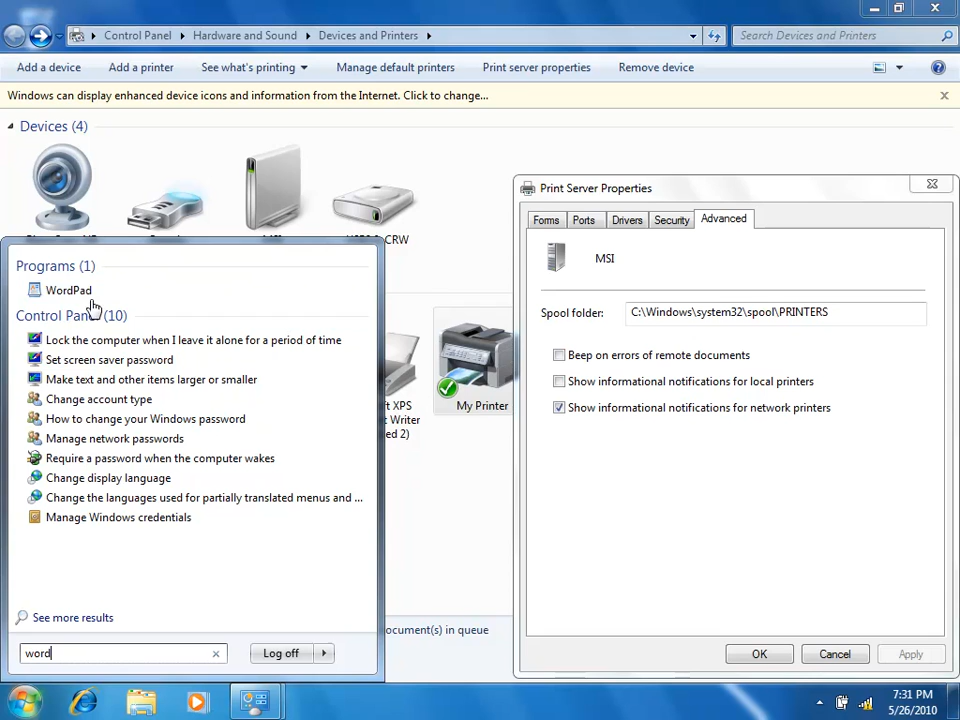 Control Panel
Hardware and Sound
Devices and Printers
Search Devices and Printers
Add a device
Add a printer
See what's printing
Manage default printers
Print server properties
Remove device
Windows can display enhanced device icons and information from the Internet. Click to change...
Devices (4)
CRW
Programs (1)
WordPad
Control Panel (10)
Lock the computer when I leave it alone for a period of time
Set screen saver password
Make text and other items larger or smaller
Change account type
How to change your Windows password
Manage network passwords
Require a password when the computer wakes
Change display language
Change the languages used for partially translated menus and ...
Manage Windows credentials
See more results
word
Log off
ft XPS
t Writer
ed 2)
My Printer
ocument(s) in queue
Print Server Properties
Forms
Ports
Drivers
Security
Advanced
MSI
Spool folder:
C:\Windows\system32\spool\PRINTERS
Beep on errors of remote documents
Show informational notifications for local printers
Show informational notifications for network printers
OK
Cancel
Apply
7:31 PM
5/26/2010